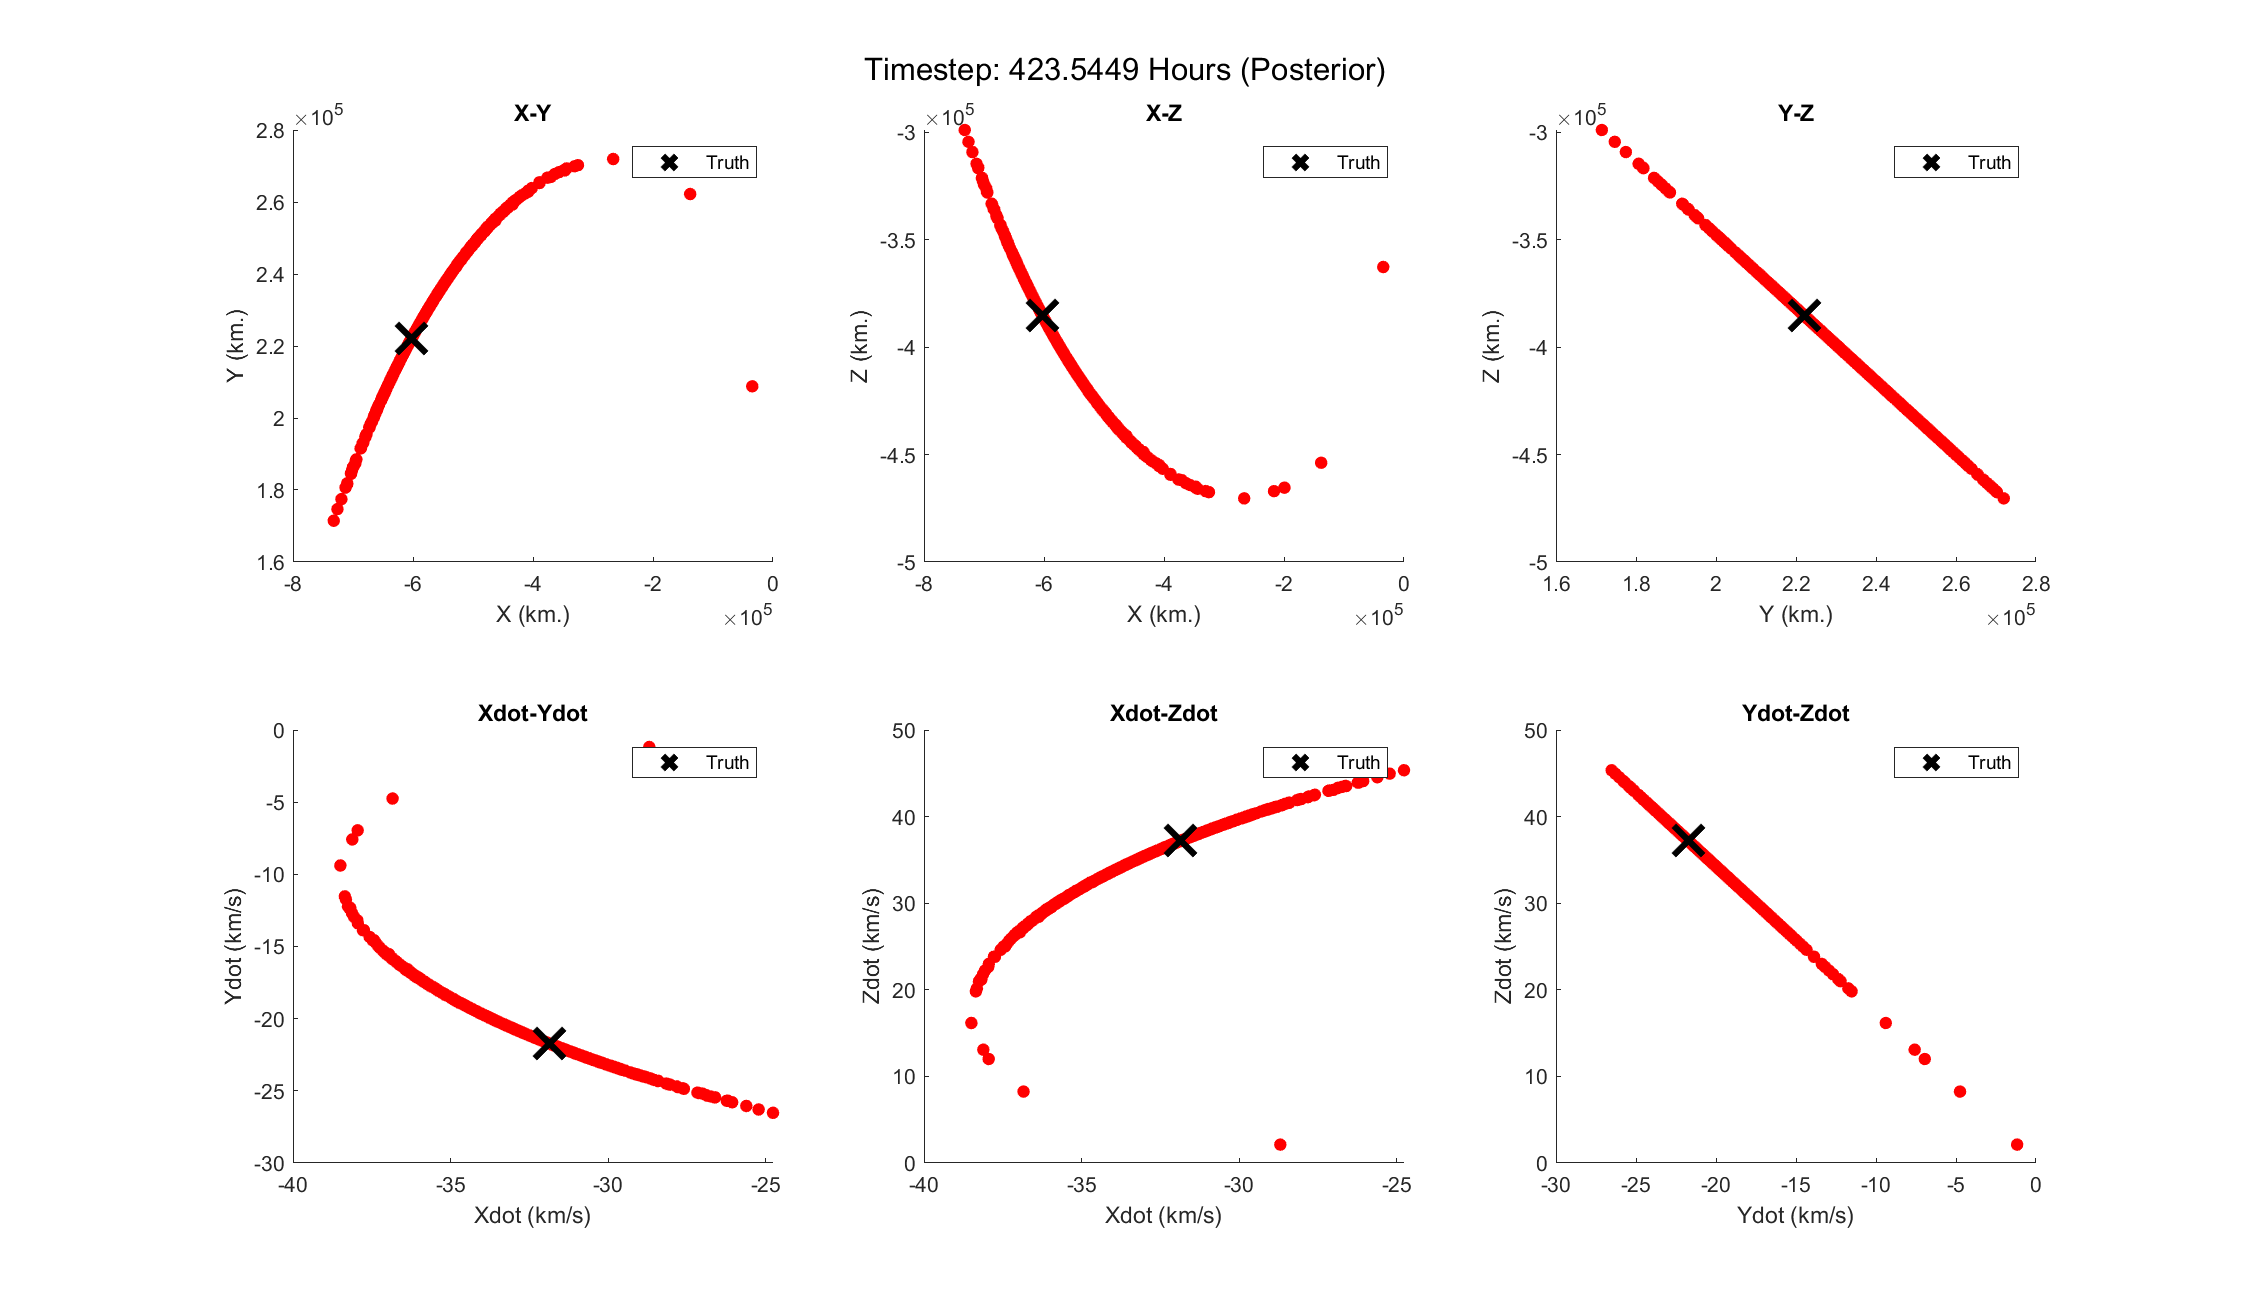 Timestep: 423.5449 Hours (Posterior)
X-Y
×10^5
2.8
2.6
2.4
2.2
2
1.8
1.6
Y (km.)
-8 -6 -4 -2 0
X (km.)
×10^5
Truth
X-Z
×10^5
-3
-3.5
-4
-4.5
-5
Z (km.)
-8 -6 -4 -2 0
X (km.)
×10^5
Truth
Y-Z
×10^5
-3
-3.5
-4
-4.5
-5
Z (km.)
1.6 1.8 2 2.2 2.4 2.6 2.8
Y (km.)
×10^5
Truth
Xdot-Ydot
0
-5
-10
-15
-20
-25
-30
Ydot (km/s)
-40 -35 -30 -25
Xdot (km/s)
Truth
Xdot-Zdot
50
40
30
20
10
0
Zdot (km/s)
-40 -35 -30 -25
Xdot (km/s)
Truth
Ydot-Zdot
50
40
30
20
10
0
Zdot (km/s)
-30 -25 -20 -15 -10 -5 0
Ydot (km/s)
Truth